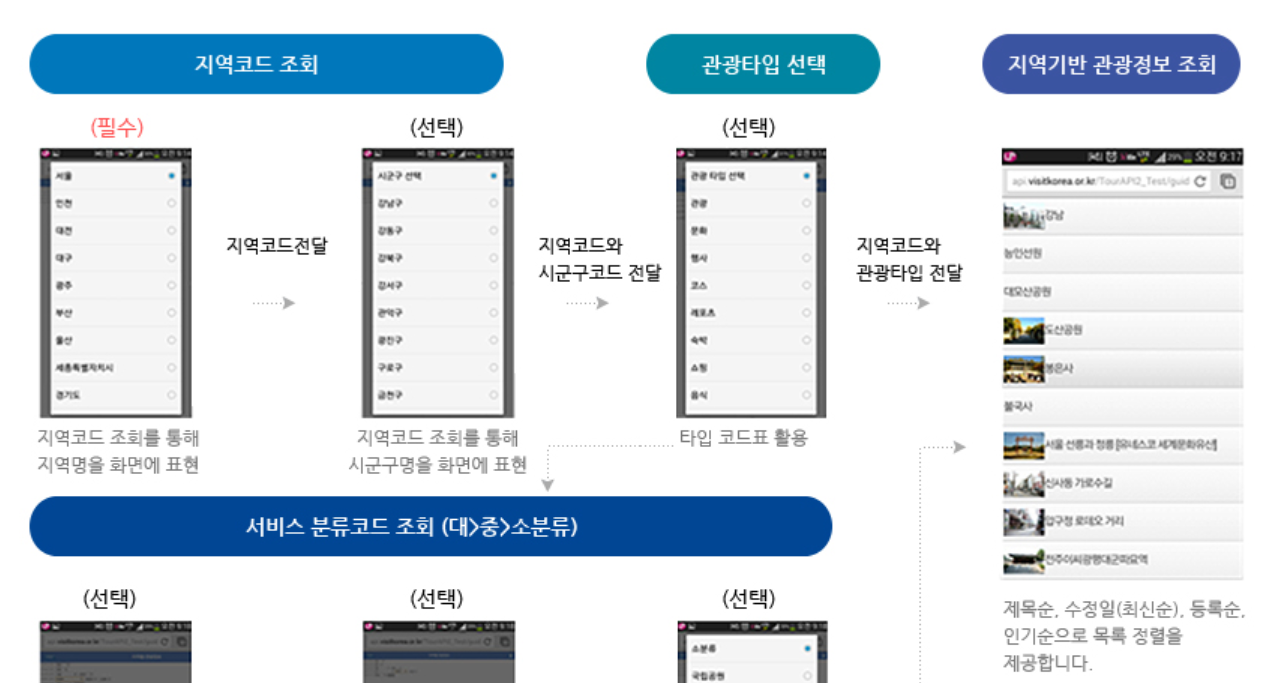 지역코드 조회
관광타입 선택
지역기반 관광정보 조회
(필수)
(선택)
(선택)
서울
인천
대전
대구
광주
부산
울산
세종특별자치시
경기도
지역코드전달
시군구 선택
강남구
강동구
강북구
강서구
관악구
광진구
구로구
금천구
지역코드와
시군구코드 전달
관광 타입 선택
관광
문화
행사
코스
레포츠
숙박
쇼핑
음식
지역코드와
관광타입 전달
오전 9:17
api.visitkorea.or.kr/TourAPI2_Test/guid
강남
능인선원
대모산공원
도산공원
봉은사
불국사
서울 선릉과 정릉 [유네스코 세계문화유산]
신사동 가로수길
압구정 로데오 거리
전주이씨광평대군파묘역
지역코드 조회를 통해
지역명을 화면에 표현
지역코드 조회를 통해
시군구명을 화면에 표현
타입 코드표 활용
서비스 분류코드 조회 (대>중>소분류)
(선택)
(선택)
(선택)
소분류
국립공원
제목순, 수정일(최신순), 등록순,
인기순으로 목록 정렬을
제공합니다.